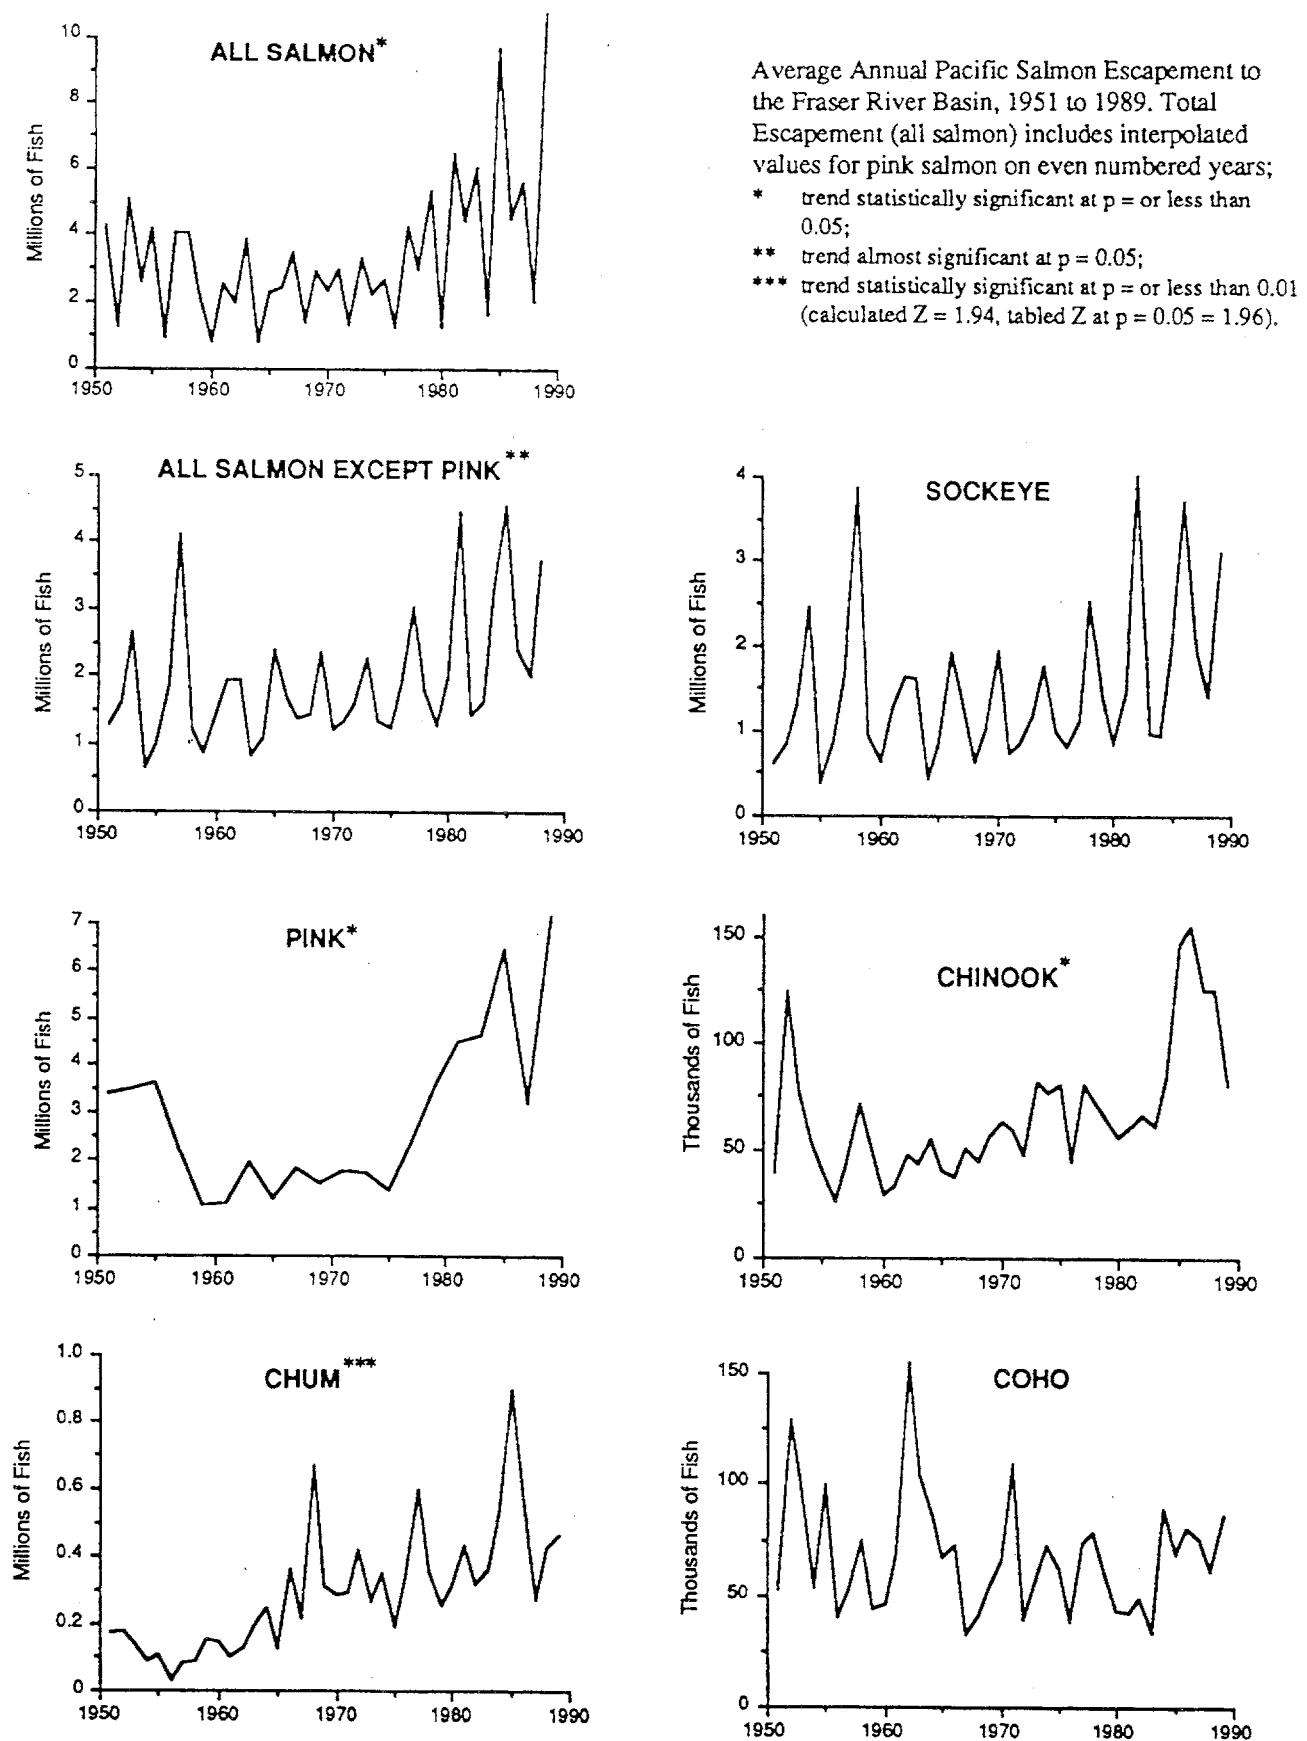 ALL SALMON*
Millions of Fish
10
8
6
4
2
0
1950 1960 1970 1980 1990
Average Annual Pacific Salmon Escapement to
the Fraser River Basin, 1951 to 1989. Total
Escapement (all salmon) includes interpolated
values for pink salmon on even numbered years;
* trend statistically significant at p = or less than
0.05;
** trend almost significant at p = 0.05;
*** trend statistically significant at p = or less than 0.01
(calculated Z = 1.94, tabled Z at p = 0.05 = 1.96).
ALL SALMON EXCEPT PINK**
Millions of Fish
5
4
3
2
1
0
1950 1960 1970 1980 1990
SOCKEYE
Millions of Fish
4
3
2
1
0
1950 1960 1970 1980 1990
PINK*
Millions of Fish
7
6
5
4
3
2
1
0
1950 1960 1970 1980 1990
CHINOOK*
Thousands of Fish
150
100
50
0
1950 1960 1970 1980 1990
CHUM***
Millions of Fish
1.0
0.8
0.6
0.4
0.2
0
1950 1960 1970 1980 1990
COHO
Thousands of Fish
150
100
50
0
1950 1960 1970 1980 1990